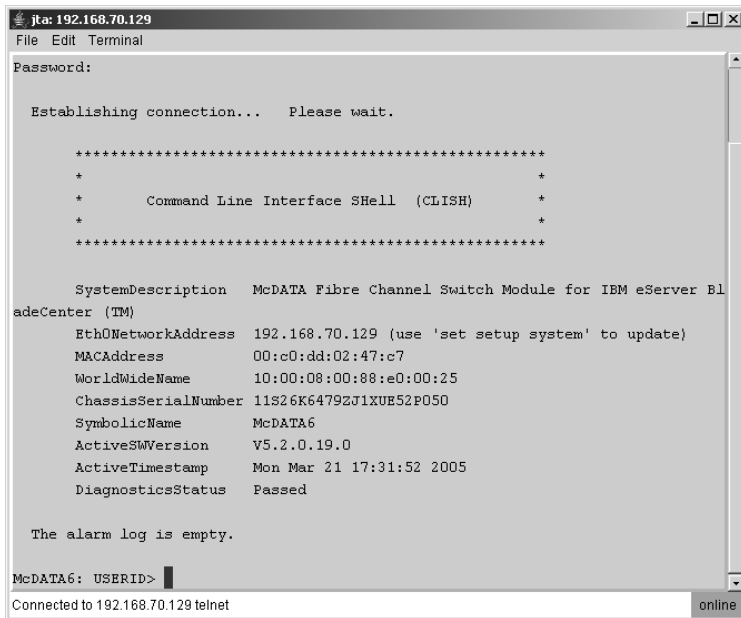 jta: 192.168.70.129
File Edit Terminal
Password:
Establishing connection... Please wait.
*****************************************************
* *
* Command Line Interface SHell (CLISH) *
* *
*****************************************************
SystemDescription McDATA Fibre Channel Switch Module for IBM eServer Bl
adeCenter (TM)
Eth0NetworkAddress 192.168.70.129 (use 'set setup system' to update)
MACAddress 00:c0:dd:02:47:c7
WorldWideName 10:00:08:00:88:e0:00:25
ChassisSerialNumber 11S26K6479ZJ1XUE52P050
SymbolicName McDATA6
ActiveSWVersion V5.2.0.19.0
ActiveTimestamp Mon Mar 21 17:31:52 2005
DiagnosticsStatus Passed
The alarm log is empty.
McDATA6: USERID>
Connected to 192.168.70.129 telnet online